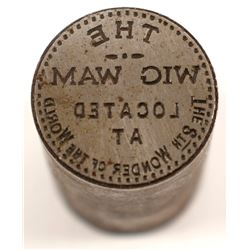 THE
WIG WAM
LOCATED
AT
THE 8TH WONDER OF THE WORLD